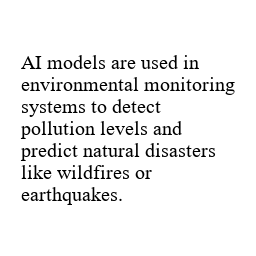 AI models are used in
environmental monitoring
systems to detect
pollution levels and
predict natural disasters
like wildfires or
earthquakes.